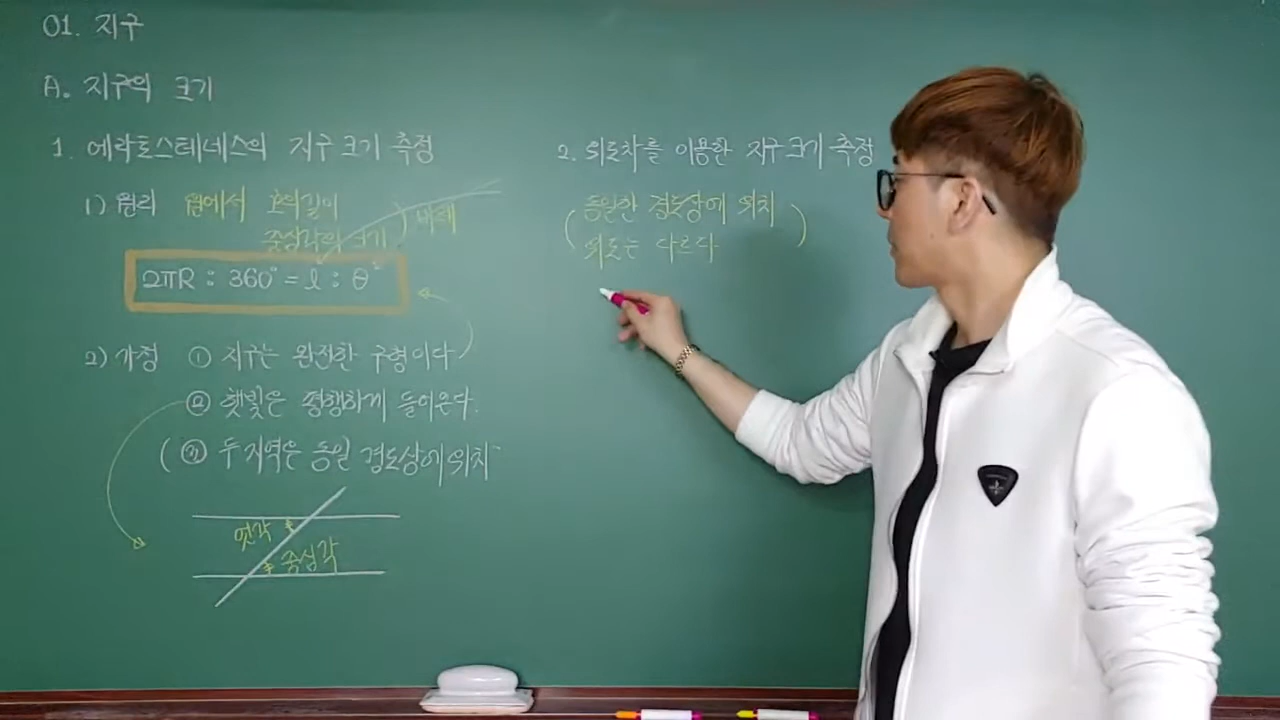 01. 지구
A. 지구의 크기
1. 에라토스테네스의 지구 크기 측정
1) 원리 원에서 호의 길이
중심각의 크기 ) 비례
2πR : 360° = l : θ°
2) 가정 ① 지구는 완전한 구형이다
② 햇빛은 평행하게 들어온다.
( ③ 두 지역은 동일 경도상에 위치
엇각
중심각
2. 위도차를 이용한 지구 크기 측정
( 동일한 경도상에 위치
위도는 다르다 )